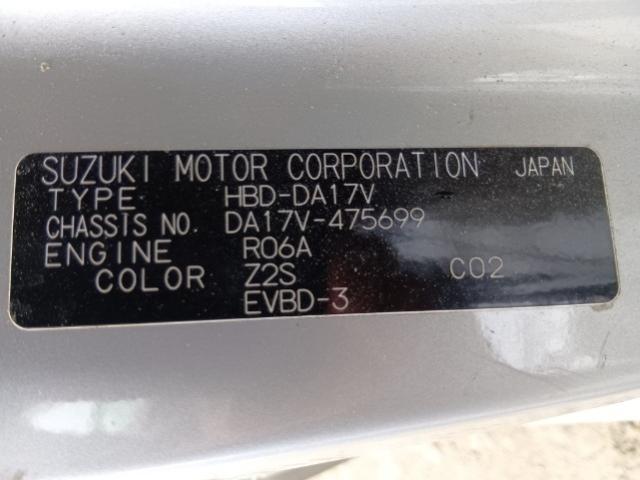 SUZUKI MOTOR CORPORATION JAPAN
TYPE HBD-DA17V
CHASSIS NO. DA17V-475699
ENGINE R06A
COLOR Z2S C02
EVBD-3